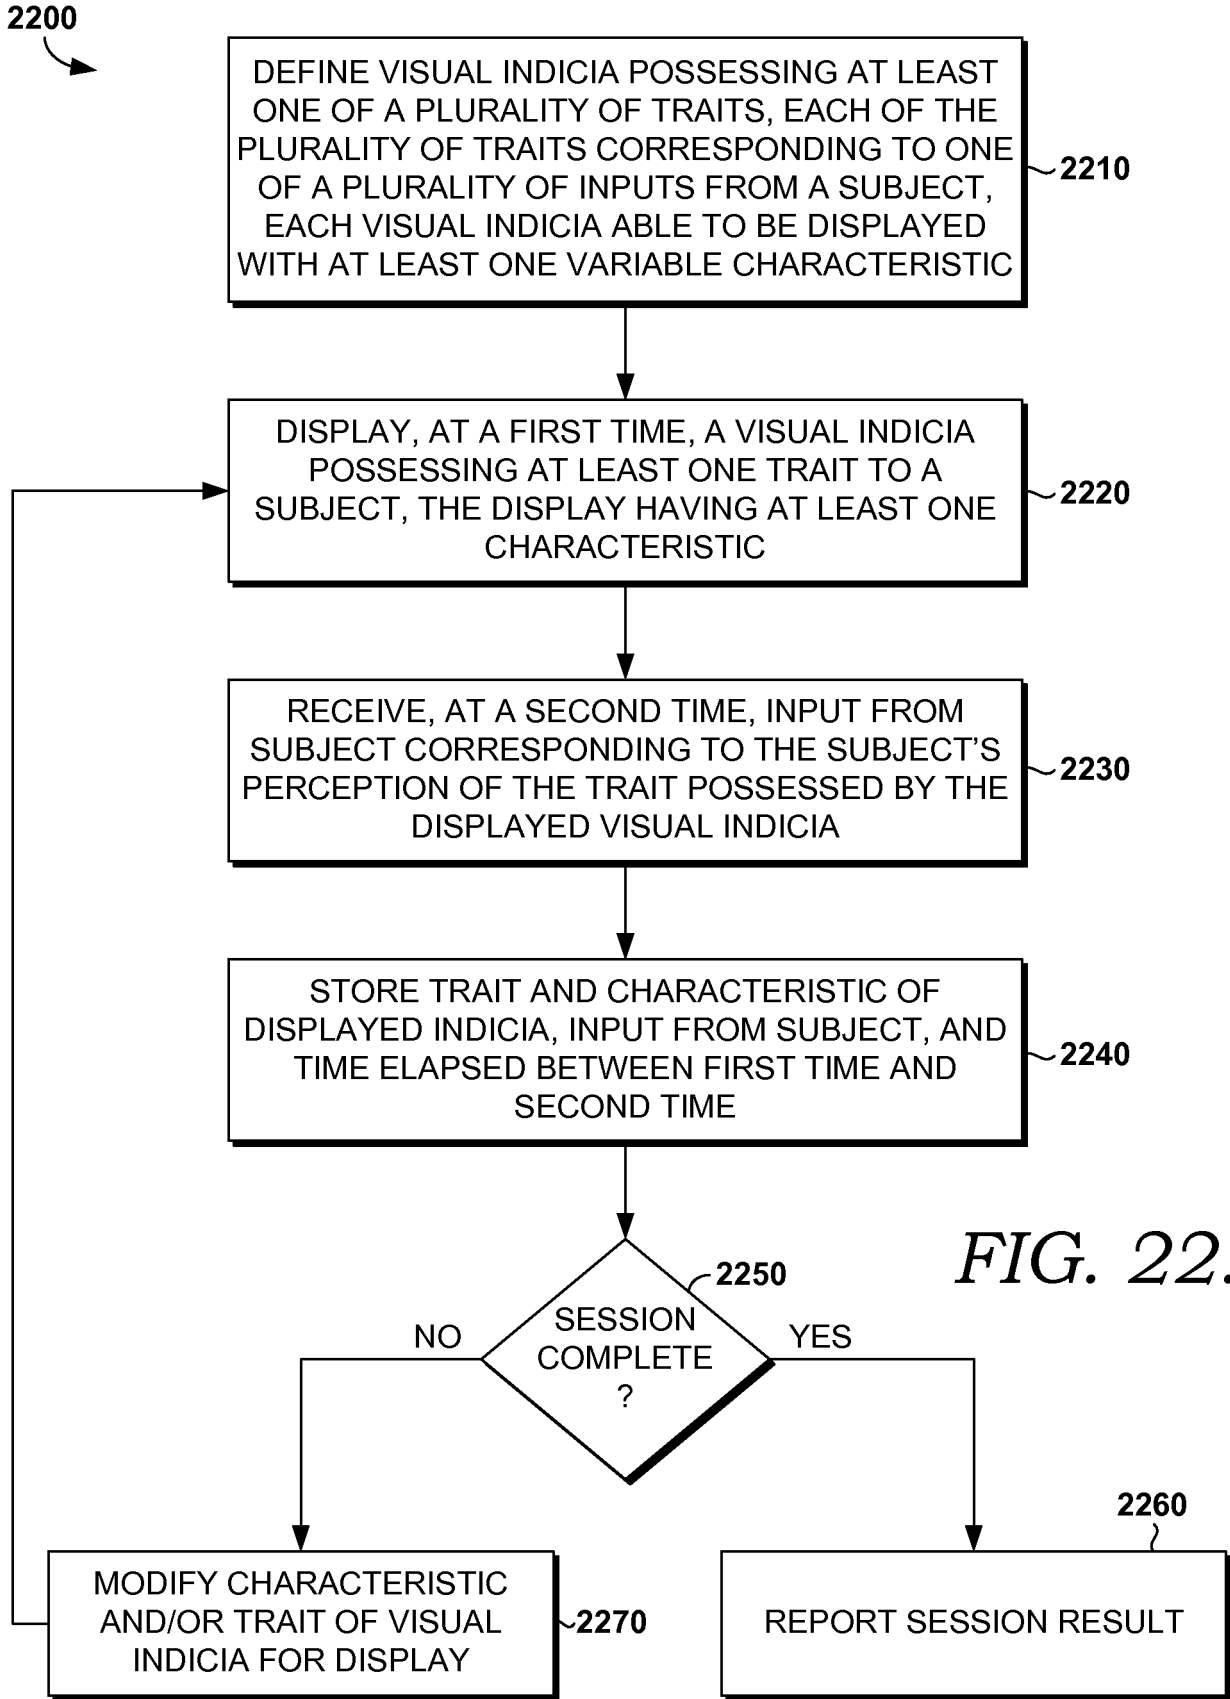 2200
DEFINE VISUAL INDICIA POSSESSING AT LEAST
ONE OF A PLURALITY OF TRAITS, EACH OF THE
PLURALITY OF TRAITS CORRESPONDING TO ONE
OF A PLURALITY OF INPUTS FROM A SUBJECT,
EACH VISUAL INDICIA ABLE TO BE DISPLAYED
WITH AT LEAST ONE VARIABLE CHARACTERISTIC
2210
DISPLAY, AT A FIRST TIME, A VISUAL INDICIA
POSSESSING AT LEAST ONE TRAIT TO A
SUBJECT, THE DISPLAY HAVING AT LEAST ONE
CHARACTERISTIC
2220
RECEIVE, AT A SECOND TIME, INPUT FROM
SUBJECT CORRESPONDING TO THE SUBJECT'S
PERCEPTION OF THE TRAIT POSSESSED BY THE
DISPLAYED VISUAL INDICIA
2230
STORE TRAIT AND CHARACTERISTIC OF
DISPLAYED INDICIA, INPUT FROM SUBJECT, AND
TIME ELAPSED BETWEEN FIRST TIME AND
SECOND TIME
2240
FIG. 22.
2250
SESSION
COMPLETE
?
NO
YES
MODIFY CHARACTERISTIC
AND/OR TRAIT OF VISUAL
INDICIA FOR DISPLAY
2270
2260
REPORT SESSION RESULT